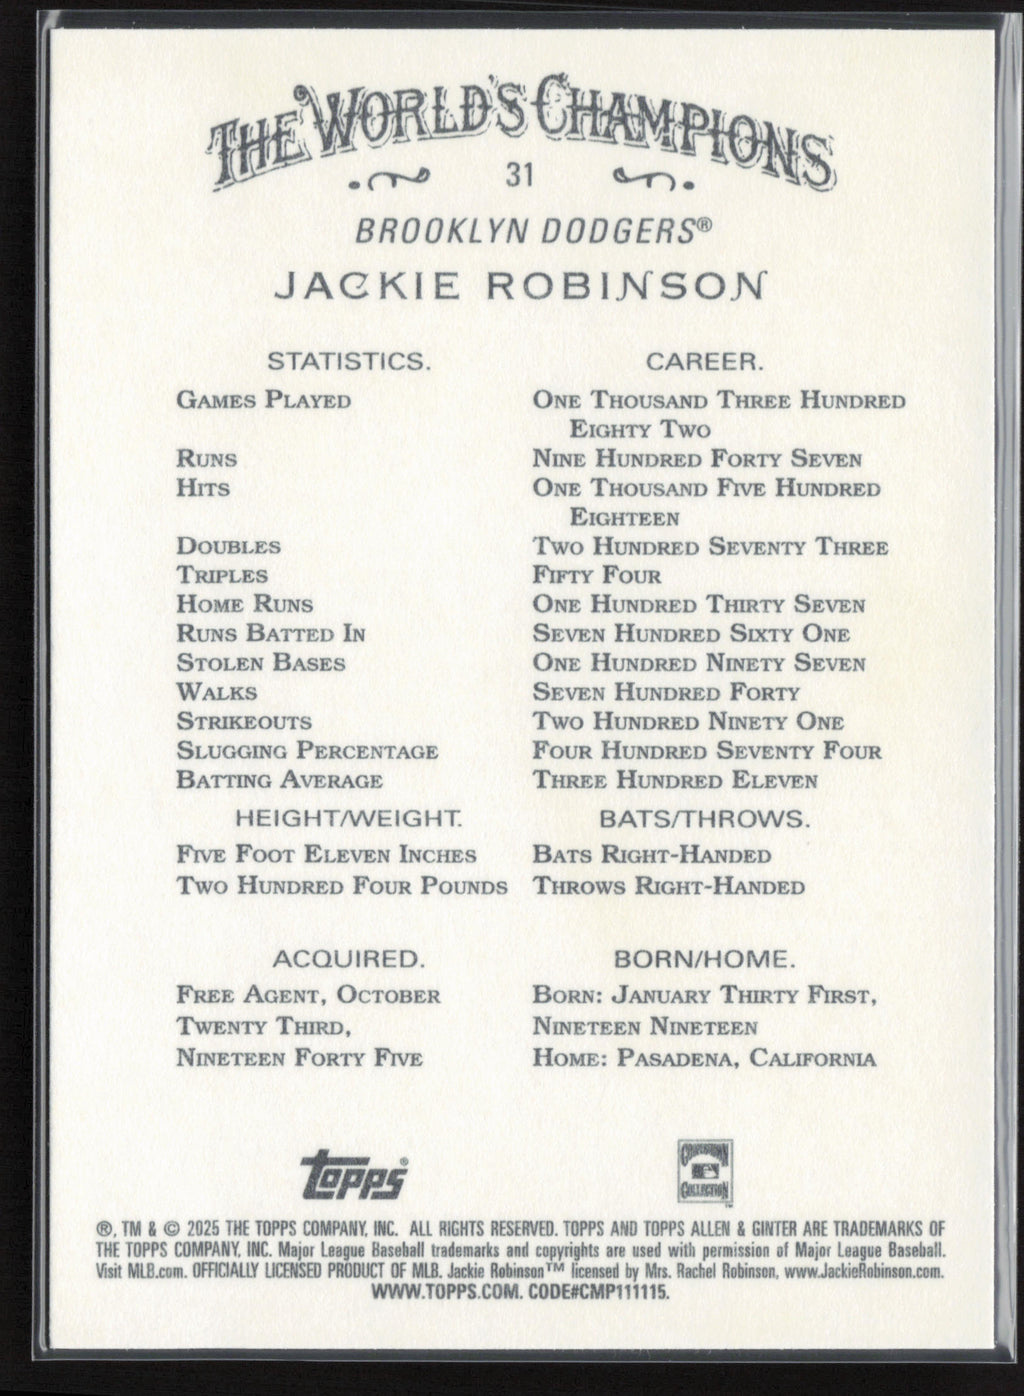 THE WORLD'S CHAMPIONS
31
BROOKLYN DODGERS®
JACKIE ROBINSON
STATISTICS. CAREER.
GAMES PLAYED ONE THOUSAND THREE HUNDRED
EIGHTY TWO
RUNS NINE HUNDRED FORTY SEVEN
HITS ONE THOUSAND FIVE HUNDRED
EIGHTEEN
DOUBLES TWO HUNDRED SEVENTY THREE
TRIPLES FIFTY FOUR
HOME RUNS ONE HUNDRED THIRTY SEVEN
RUNS BATTED IN SEVEN HUNDRED SIXTY ONE
STOLEN BASES ONE HUNDRED NINETY SEVEN
WALKS SEVEN HUNDRED FORTY
STRIKEOUTS TWO HUNDRED NINETY ONE
SLUGGING PERCENTAGE FOUR HUNDRED SEVENTY FOUR
BATTING AVERAGE THREE HUNDRED ELEVEN
HEIGHT/WEIGHT. BATS/THROWS.
FIVE FOOT ELEVEN INCHES BATS RIGHT-HANDED
TWO HUNDRED FOUR POUNDS THROWS RIGHT-HANDED
ACQUIRED. BORN/HOME.
FREE AGENT, OCTOBER BORN: JANUARY THIRTY FIRST,
TWENTY THIRD, NINETEEN NINETEEN
NINETEEN FORTY FIVE HOME: PASADENA, CALIFORNIA
topps®
COOPERSTOWN
COLLECTION™
®, TM & © 2025 THE TOPPS COMPANY, INC. ALL RIGHTS RESERVED. TOPPS AND TOPPS ALLEN & GINTER ARE TRADEMARKS OF
THE TOPPS COMPANY, INC. Major League Baseball trademarks and copyrights are used with permission of Major League Baseball.
Visit MLB.com. OFFICIALLY LICENSED PRODUCT OF MLB. Jackie Robinson™ licensed by Mrs. Rachel Robinson, www.JackieRobinson.com.
WWW.TOPPS.COM. CODE#CMP111115.